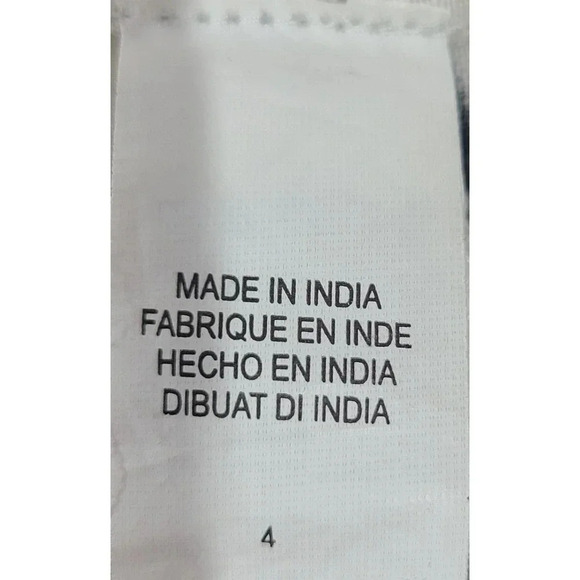 MADE IN INDIA
FABRIQUE EN INDE
HECHO EN INDIA
DIBUAT DI INDIA
4